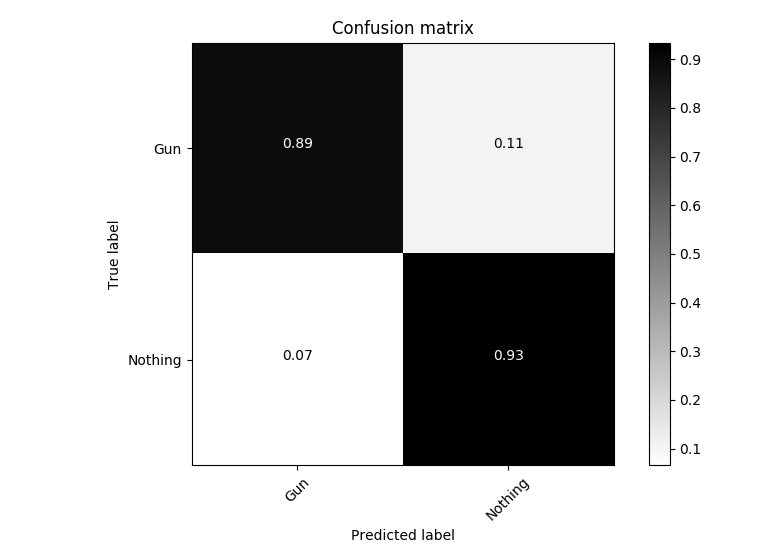 Confusion matrix
Gun
0.89
0.11
Nothing
0.07
0.93
True label
Gun
Nothing
Predicted label
0.9
0.8
0.7
0.6
0.5
0.4
0.3
0.2
0.1